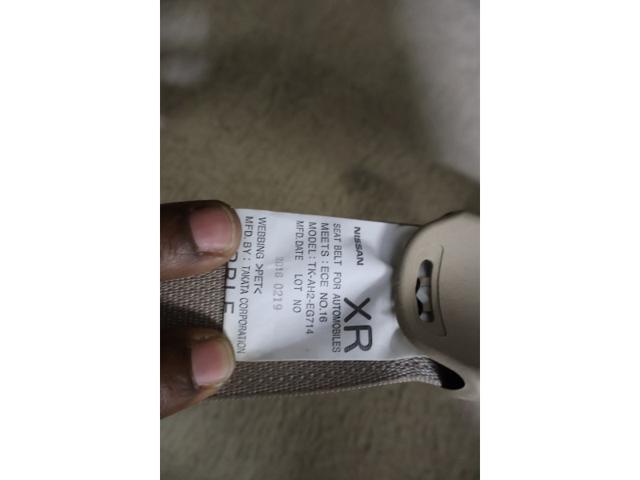 NISSAN XR
SEAT BELT FOR AUTOMOBILES
MEETS : ECE NO.16
MODEL : TK-AH2-EG714
MFD.DATE LOT NO
2016 0219
WEBBING >PET<
MFD. BY : TAKATA CORPORATION